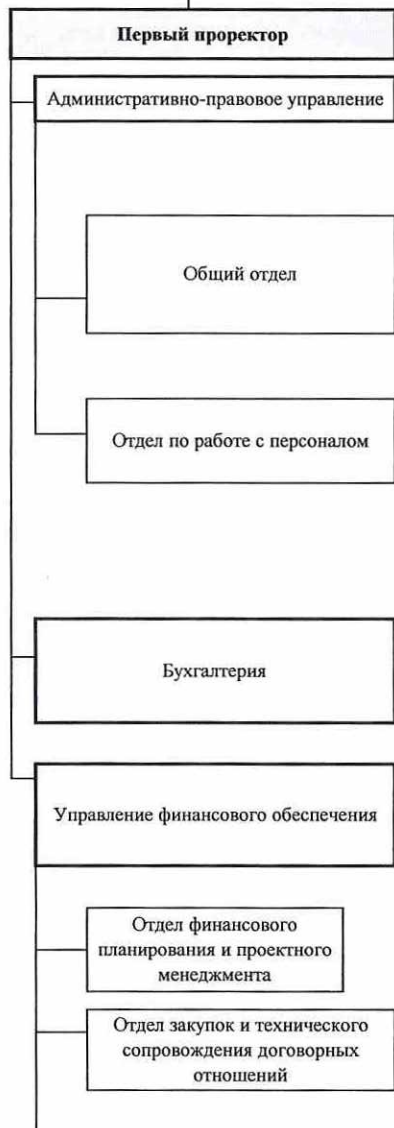 Первый проректор
Административно-правовое управление
Общий отдел
Отдел по работе с персоналом
Бухгалтерия
Управление финансового обеспечения
Отдел финансового
планирования и проектного
менеджмента
Отдел закупок и технического
сопровождения договорных
отношений